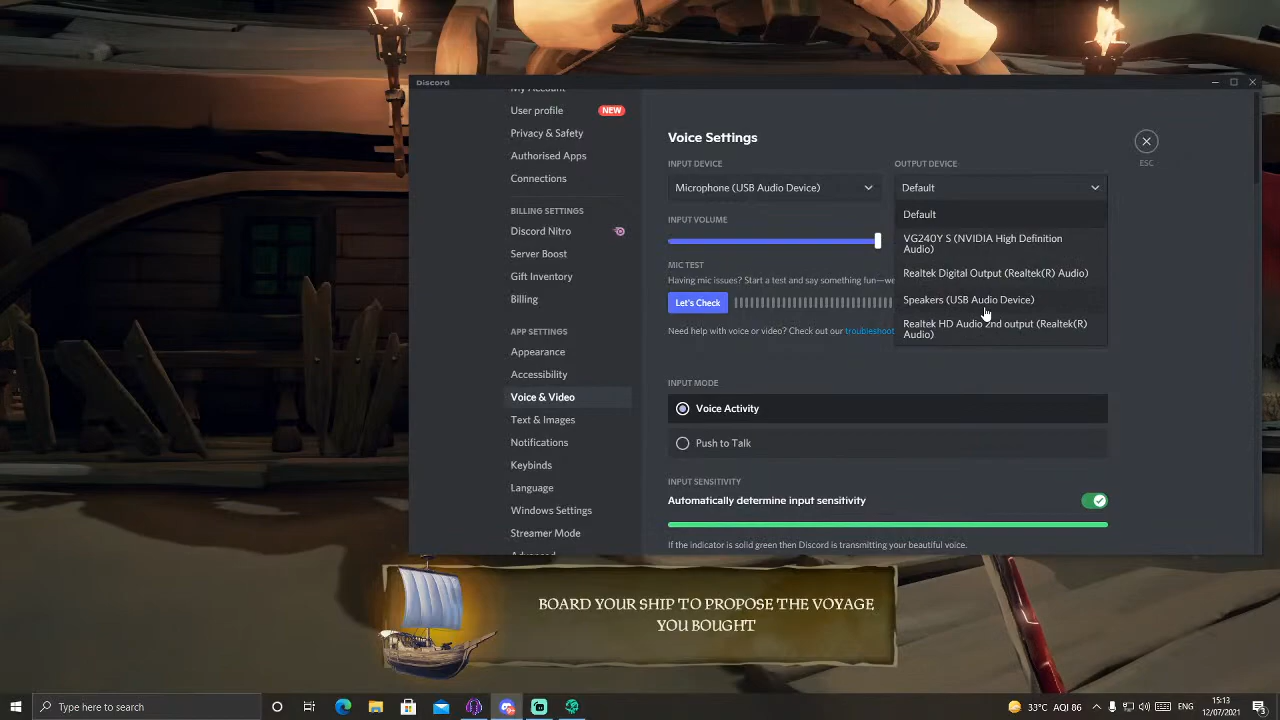 Discord
My Account
User profile NEW
Privacy & Safety
Authorised Apps
Connections
BILLING SETTINGS
Discord Nitro
Server Boost
Gift Inventory
Billing
APP SETTINGS
Appearance
Accessibility
Voice & Video
Text & Images
Notifications
Keybinds
Language
Windows Settings
Streamer Mode
Advanced
Voice Settings
ESC
INPUT DEVICE
Microphone (USB Audio Device)
OUTPUT DEVICE
Default
Default
VG240Y S (NVIDIA High Definition
Audio)
Realtek Digital Output (Realtek(R) Audio)
Speakers (USB Audio Device)
Realtek HD Audio 2nd output (Realtek(R)
Audio)
INPUT VOLUME
MIC TEST
Having mic issues? Start a test and say something fun—we
Let's Check
Need help with voice or video? Check out our troubleshoot
INPUT MODE
Voice Activity
Push to Talk
INPUT SENSITIVITY
Automatically determine input sensitivity
If the indicator is solid green then Discord is transmitting your beautiful voice.
BOARD YOUR SHIP TO PROPOSE THE VOYAGE
YOU BOUGHT
Type here to search
33°C AQI 86
ENG
15:13
12/07/2021